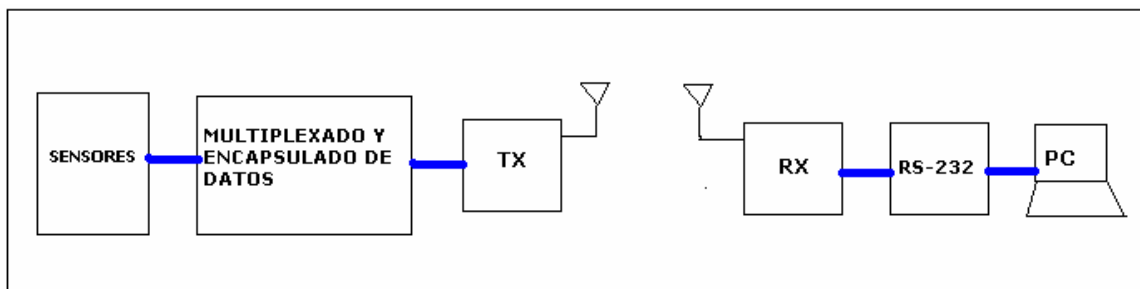 SENSORES
MULTIPLEXADO Y
ENCAPSULADO DE
DATOS
TX
RX
RS-232
PC